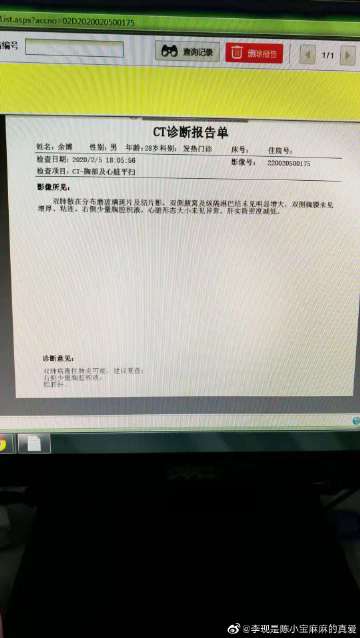 List.aspx?accno=02D2020020500175
编号
查询记录
删除报告
1/1
CT诊断报告单
姓名：余博 性别：男 年龄：28岁 科别：发热门诊 床号： 住院号：
检查日期：2020/2/5 18:05:56 影像号：220020500175
检查项目：CT-胸部及心脏平扫
影像所见：
双肺散在分布磨玻璃斑片及结片影，双侧腋窝及纵隔淋巴结未见明显增大，双侧胸膜未见
增厚、粘连，右侧少量胸腔积液，心脏形态大小未见异常，肝实质密度减低。
诊断意见：
双肺病毒性肺炎可能，建议复查；
右侧少量胸腔积液；
脂肪肝。
@李现是陈小宝麻麻的真爱